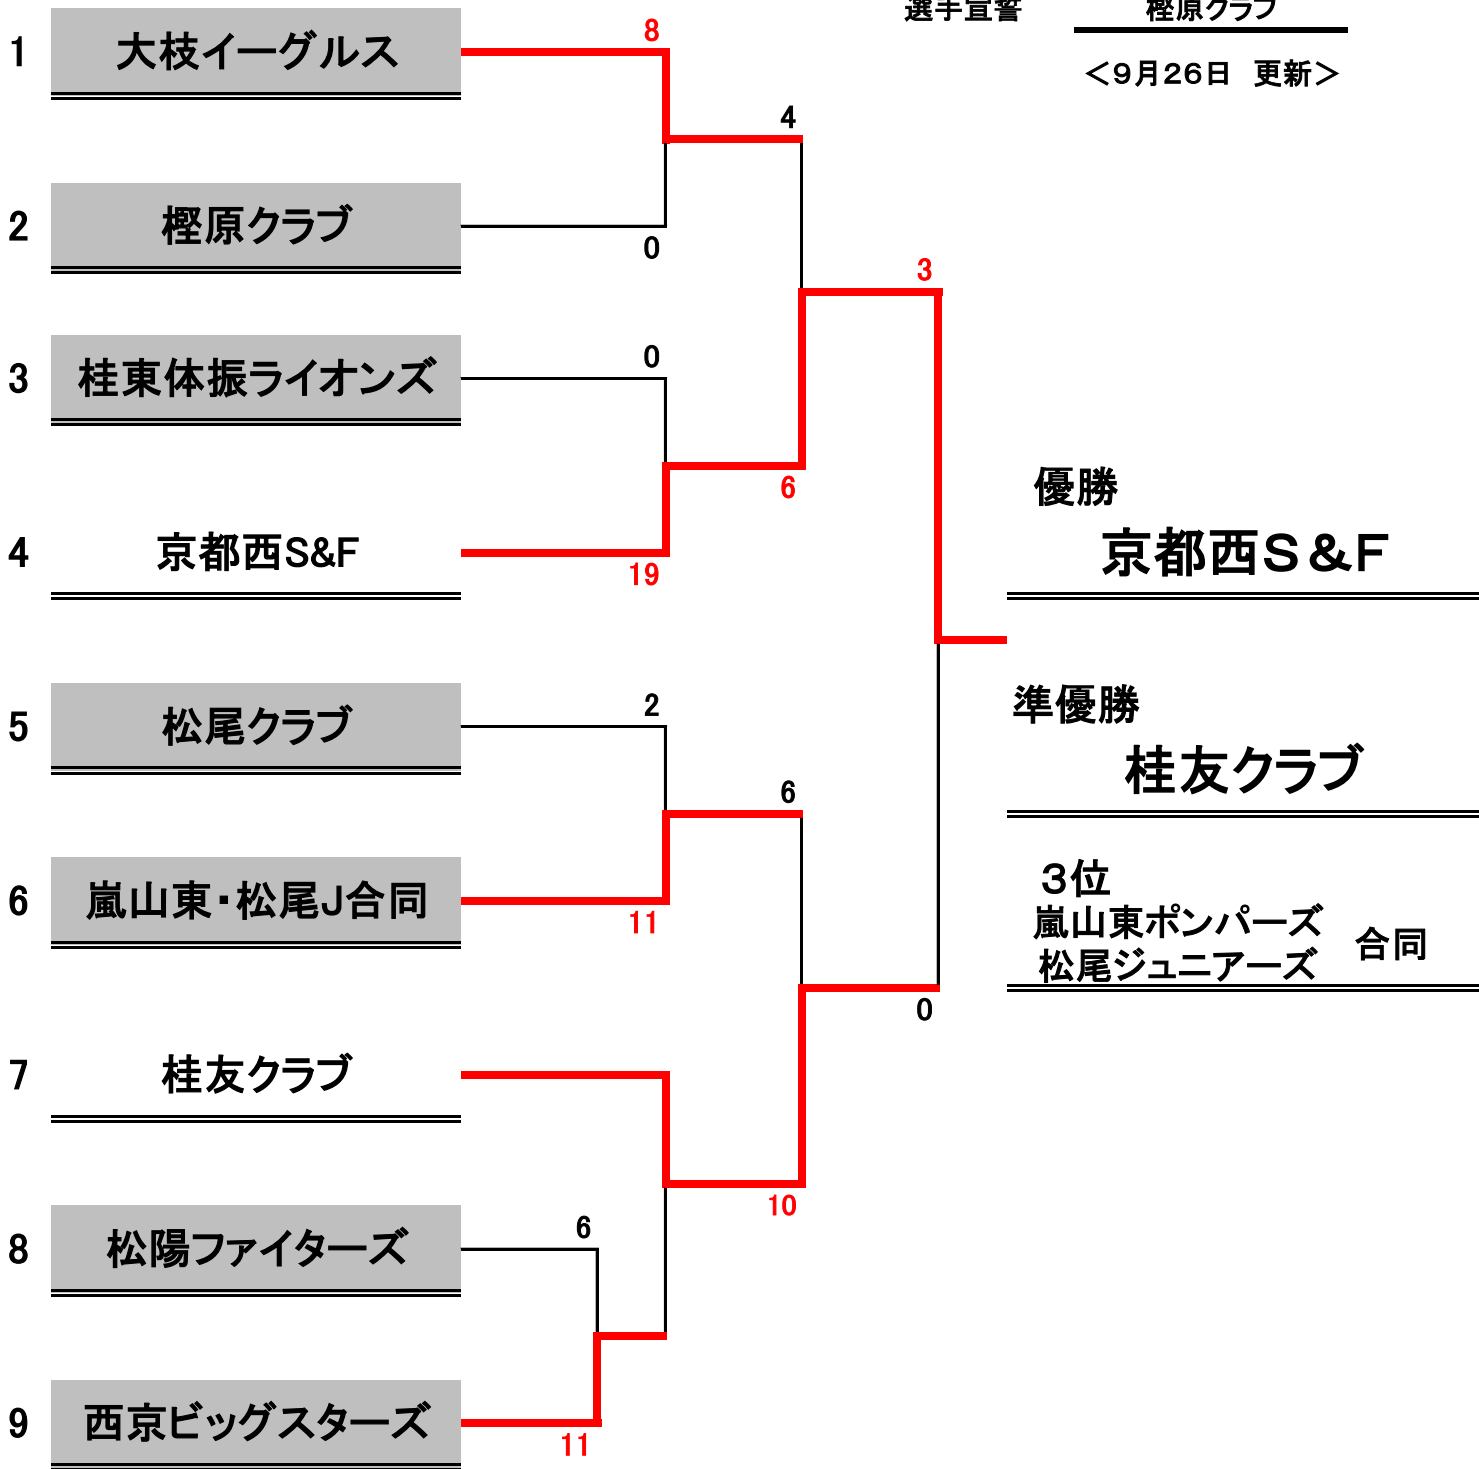 選手宣誓 樫原クラブ
＜9月26日 更新＞
1 大枝イーグルス 8
4
2 樫原クラブ 0
3
3 桂東体振ライオンズ 0
6
4 京都西S&F 19
優勝
京都西S&F
5 松尾クラブ 2
6
6 嵐山東・松尾J合同 11
準優勝
桂友クラブ
3位
嵐山東ポンパーズ
松尾ジュニアーズ 合同
0
7 桂友クラブ
10
8 松陽ファイターズ 6
9 西京ビッグスターズ 11